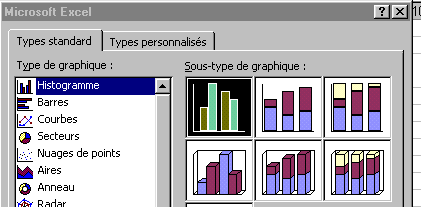 Microsoft Excel
Types standard
Types personnalisés
Type de graphique :
Sous-type de graphique :
Histogramme
Barres
Courbes
Secteurs
Nuages de points
Aires
Anneau
Radar